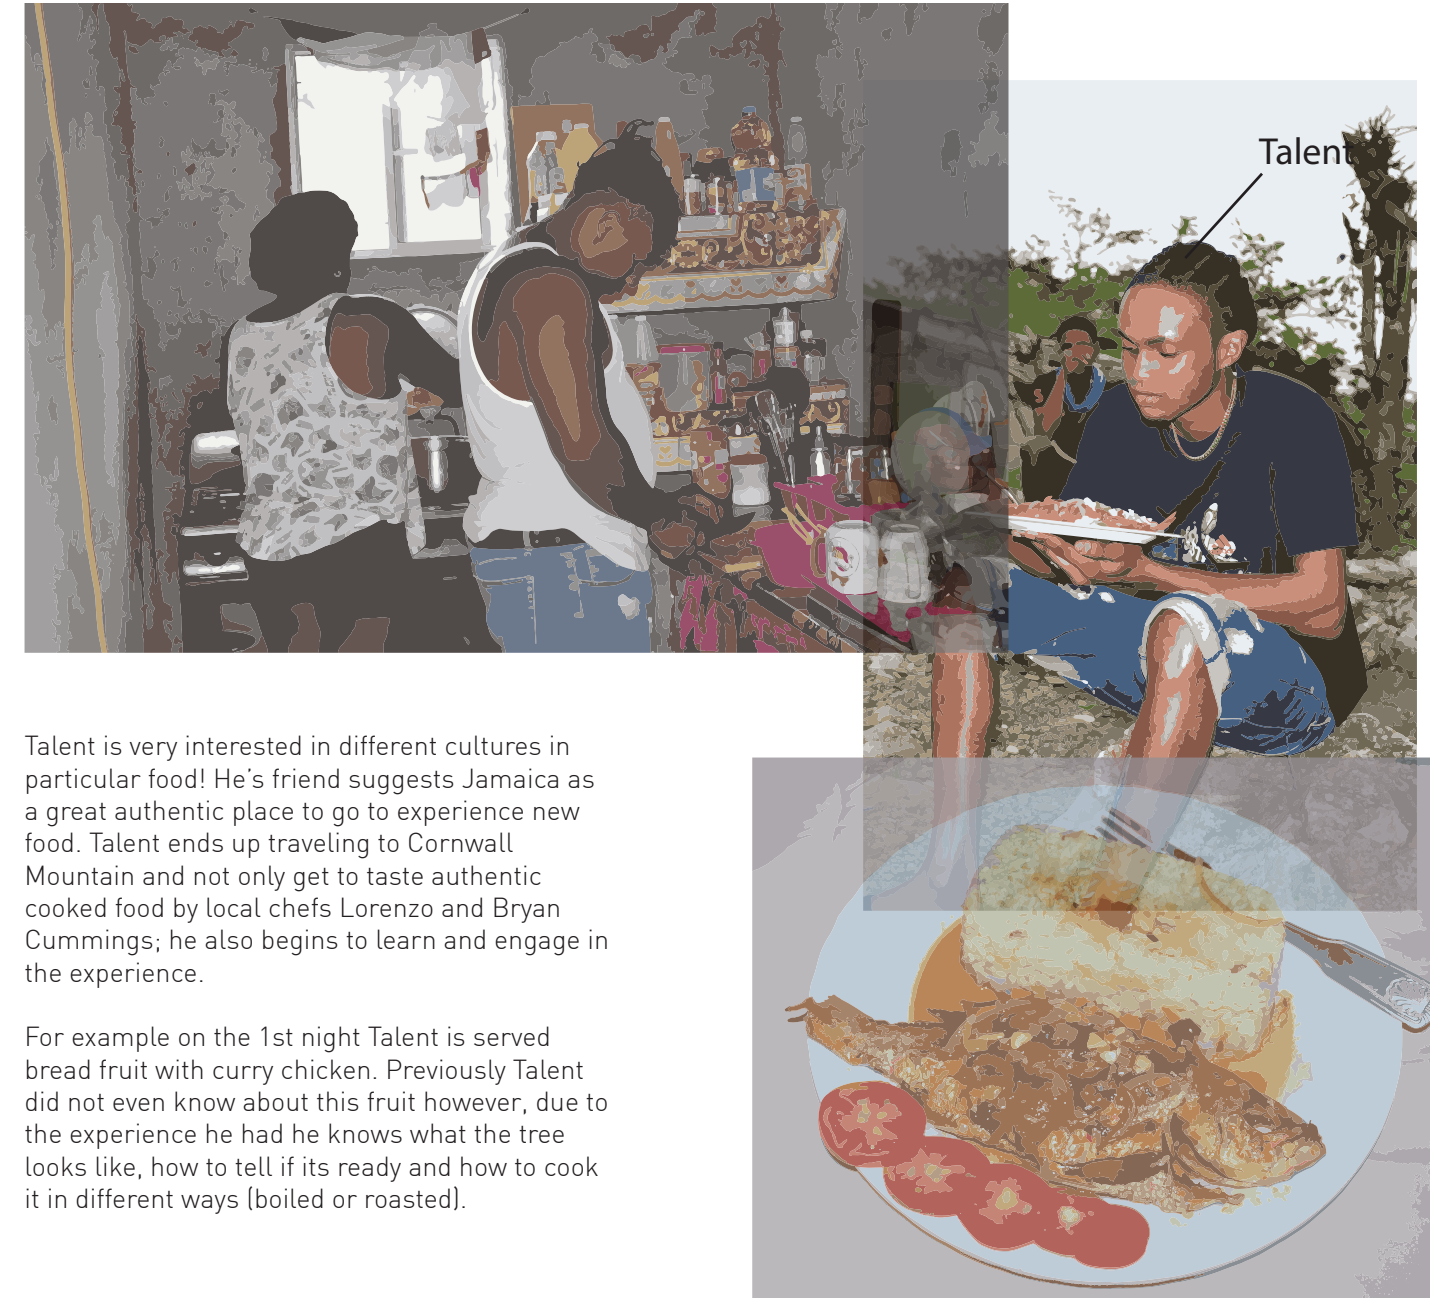 Talent
Talent is very interested in different cultures in
particular food! He’s friend suggests Jamaica as
a great authentic place to go to experience new
food. Talent ends up traveling to Cornwall
Mountain and not only get to taste authentic
cooked food by local chefs Lorenzo and Bryan
Cummings; he also begins to learn and engage in
the experience.
For example on the 1st night Talent is served
bread fruit with curry chicken. Previously Talent
did not even know about this fruit however, due to
the experience he had he knows what the tree
looks like, how to tell if its ready and how to cook
it in different ways (boiled or roasted).